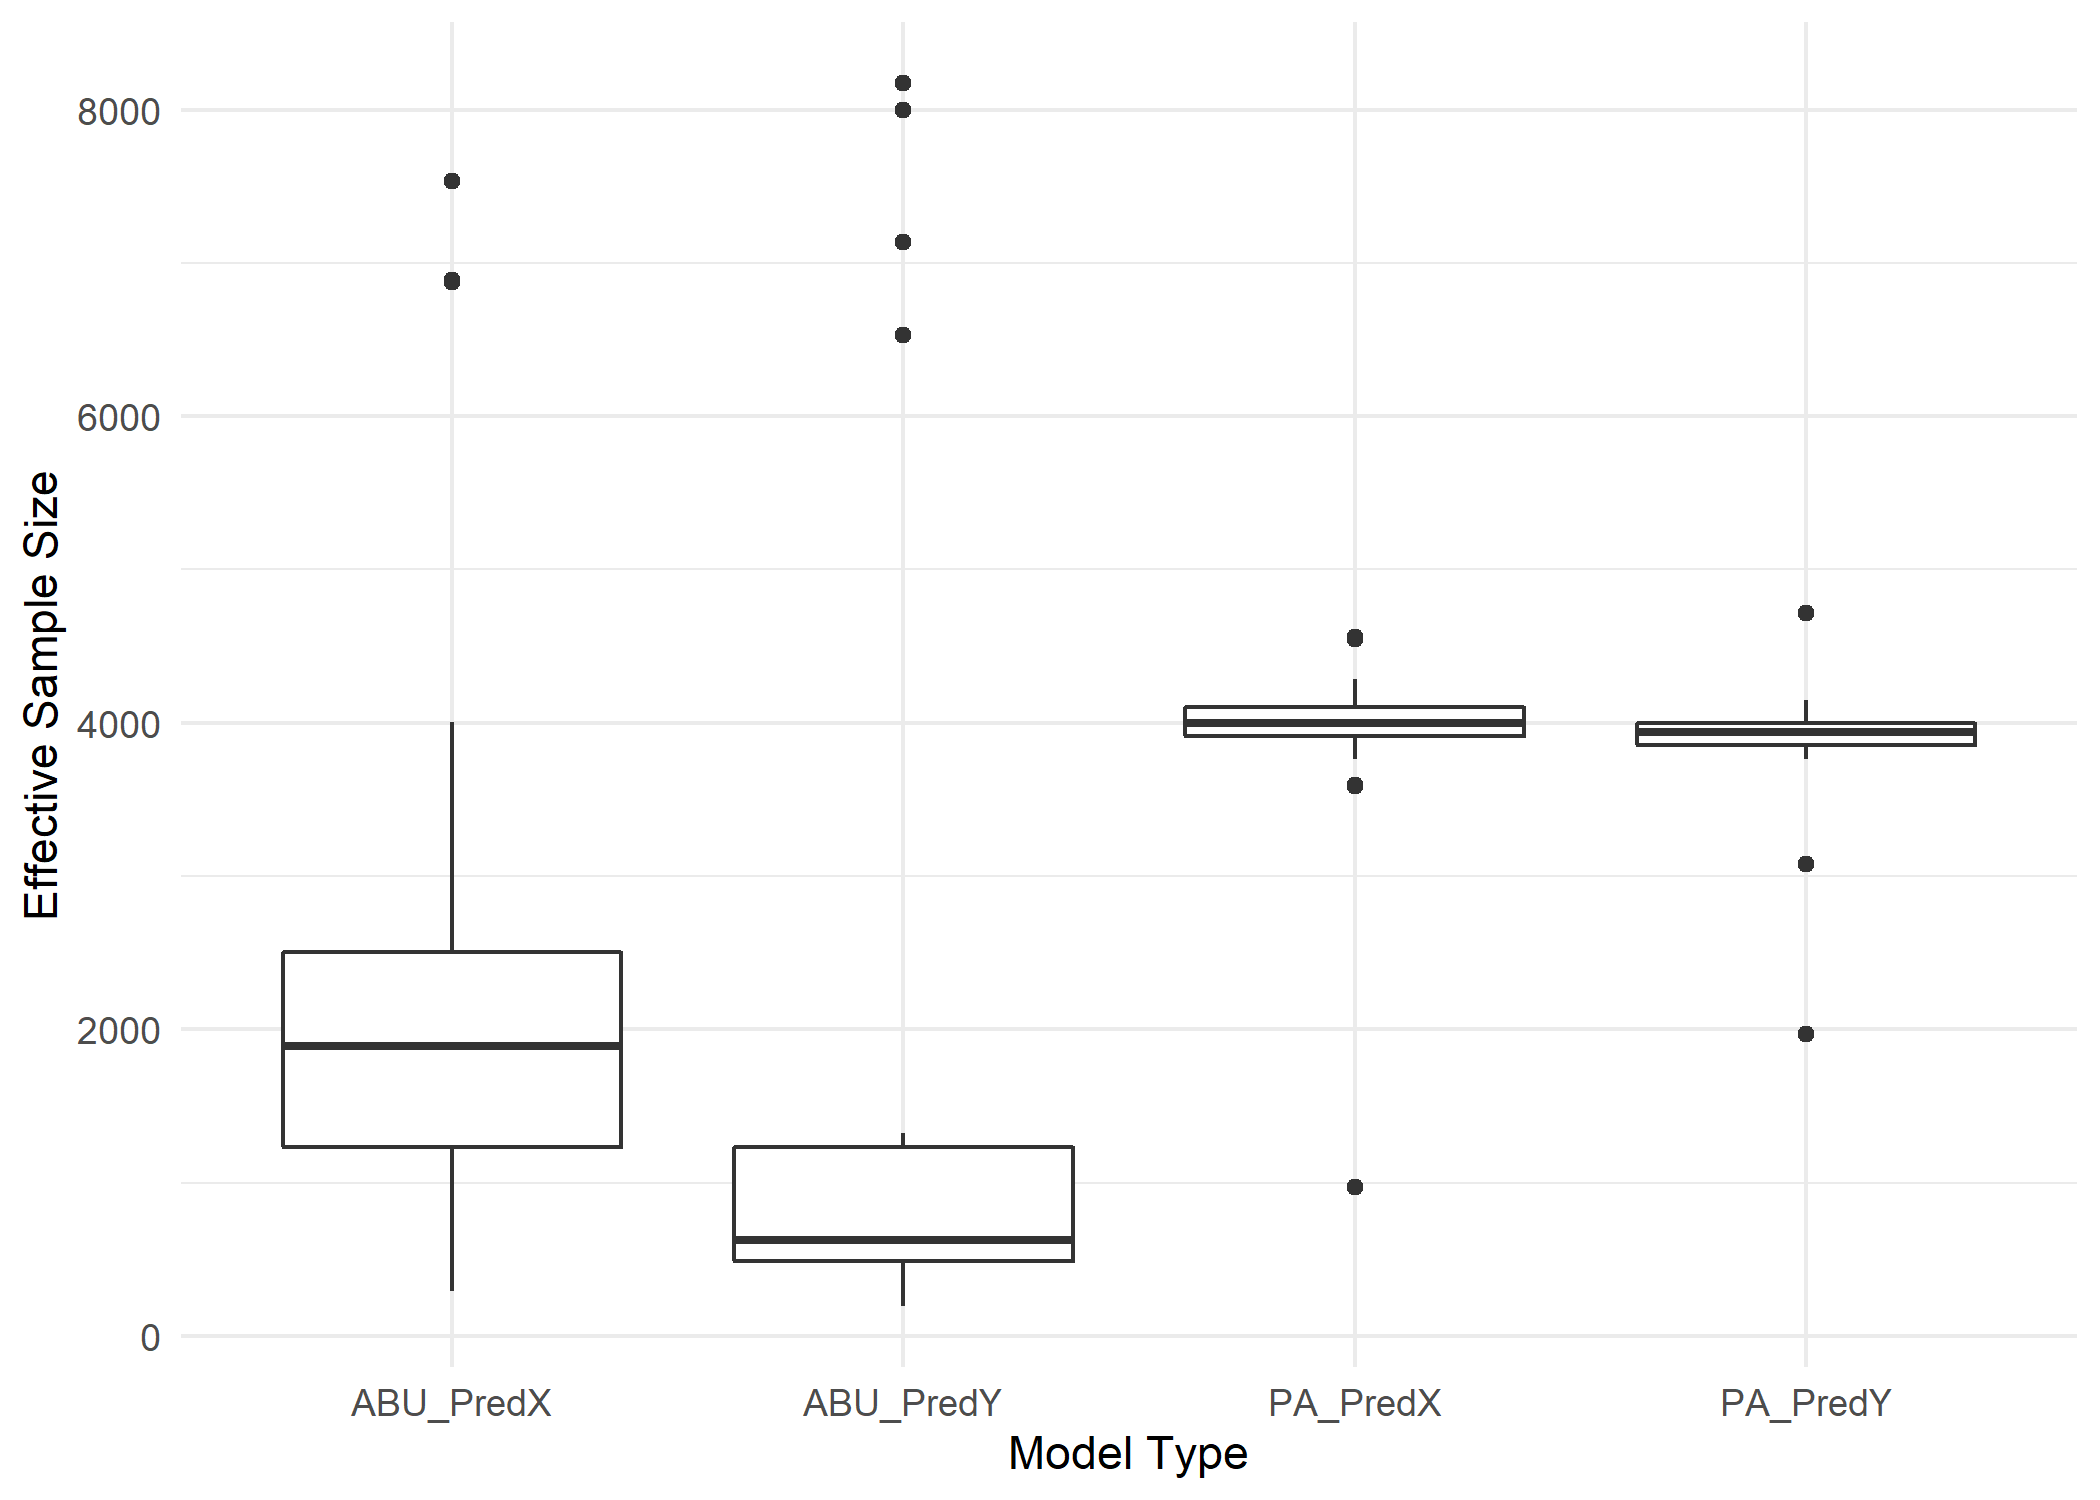 8000
6000
4000
2000
0
Effective Sample Size
ABU_PredX
ABU_PredY
PA_PredX
PA_PredY
Model Type